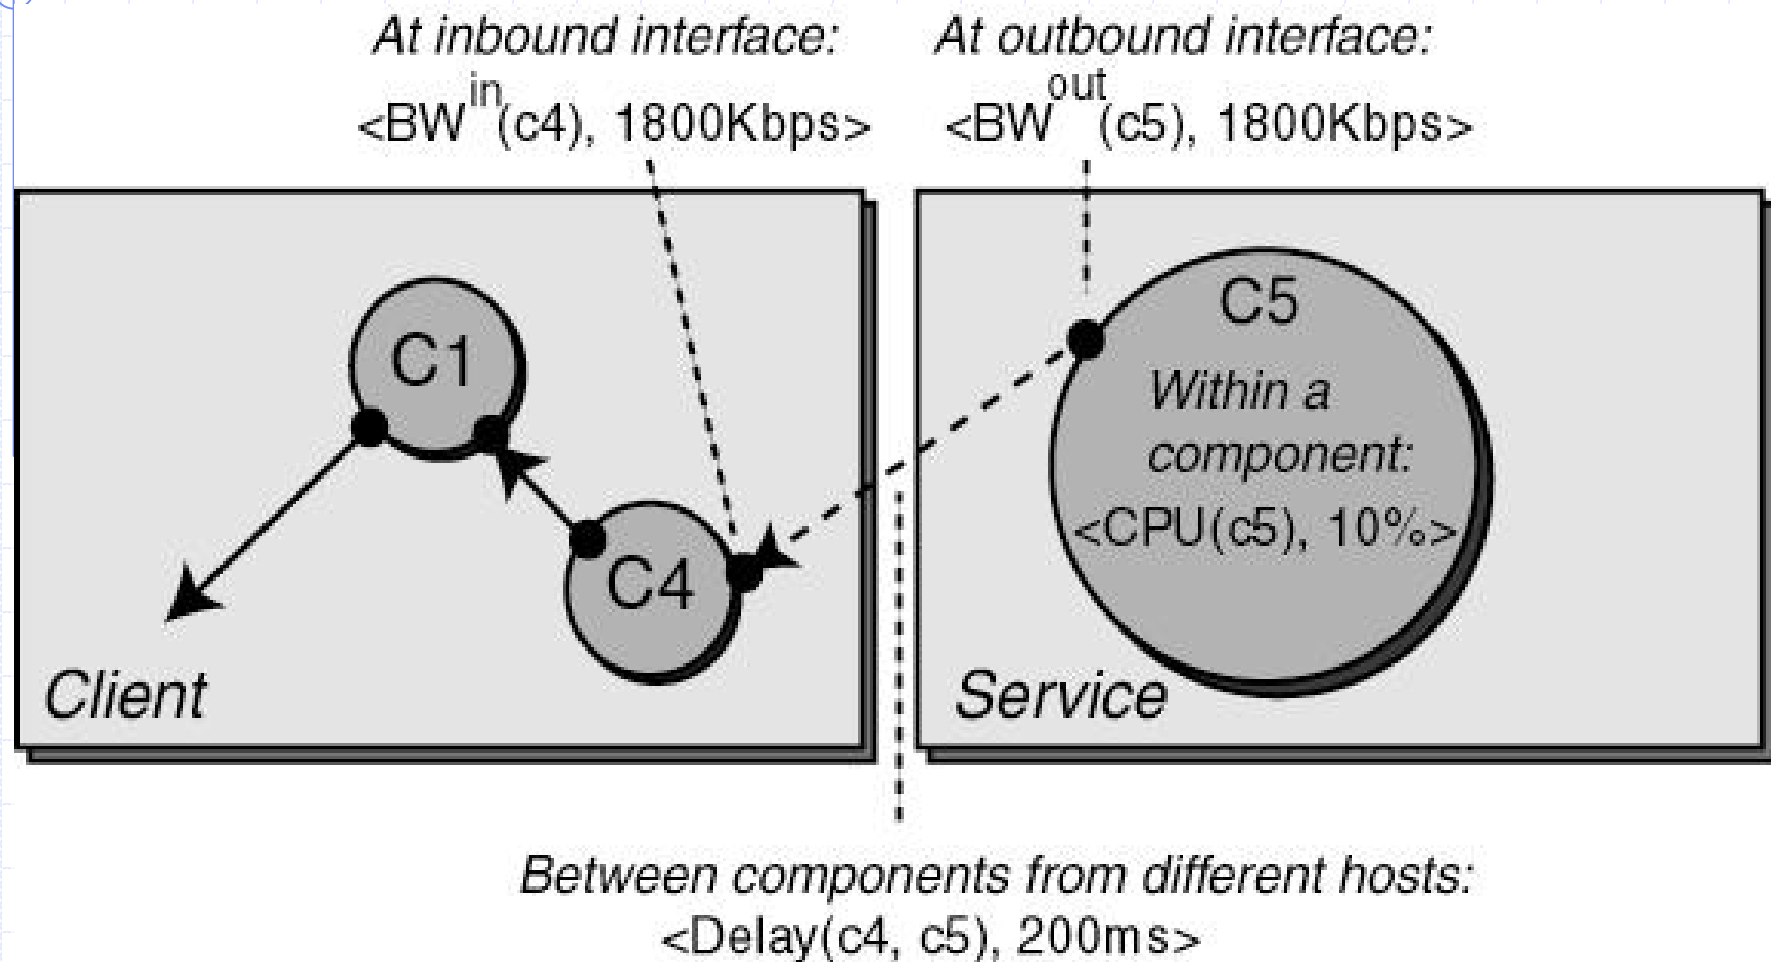 At inbound interface:
<BW^in(c4), 1800Kbps>
At outbound interface:
<BW^out(c5), 1800Kbps>
C1
C4
Client
C5
Within a
component:
<CPU(c5), 10%>
Service
Between components from different hosts:
<Delay(c4, c5), 200ms>